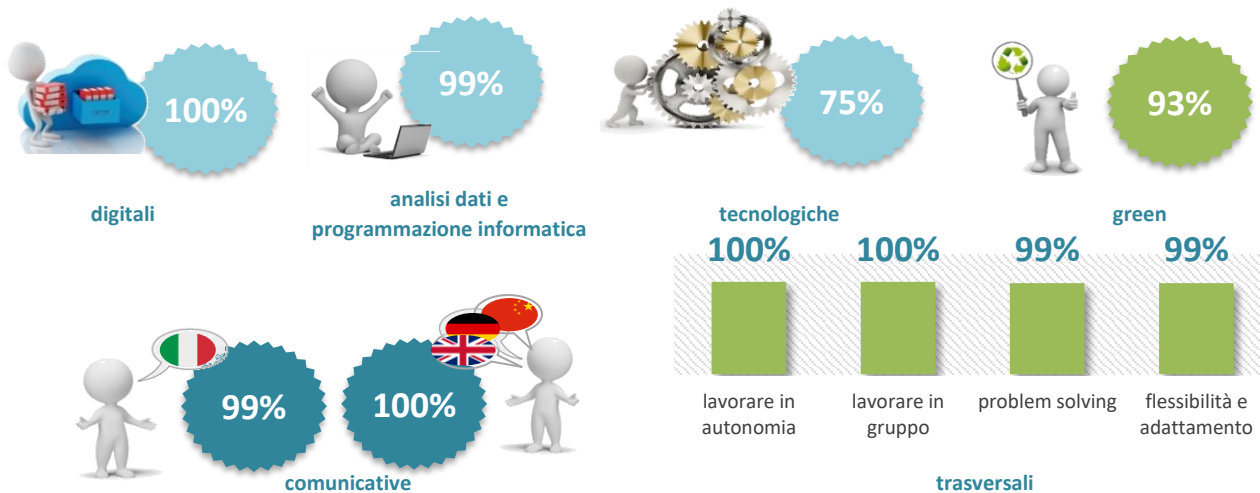 100%
99%
75%
93%
digitali
analisi dati e
programmazione informatica
tecnologiche
green
100%
100%
99%
99%
lavorare in
autonomia
lavorare in
gruppo
problem solving
flessibilità e
adattamento
trasversali
99%
100%
comunicative